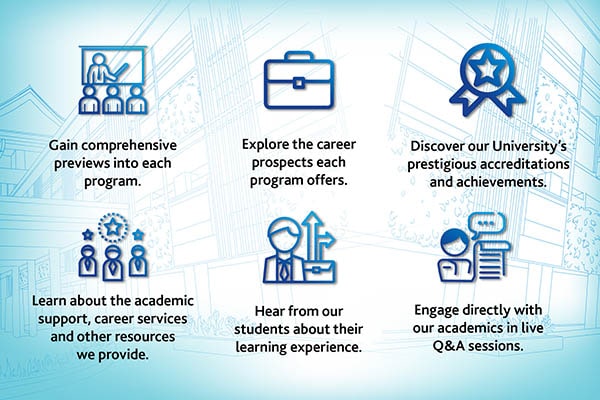 Gain comprehensive
previews into each
program.
Explore the career
prospects each
program offers.
Discover our University's
prestigious accreditations
and achievements.
Learn about the academic
support, career services
and other resources
we provide.
Hear from our
students about their
learning experience.
Engage directly with
our academics in live
Q&A sessions.